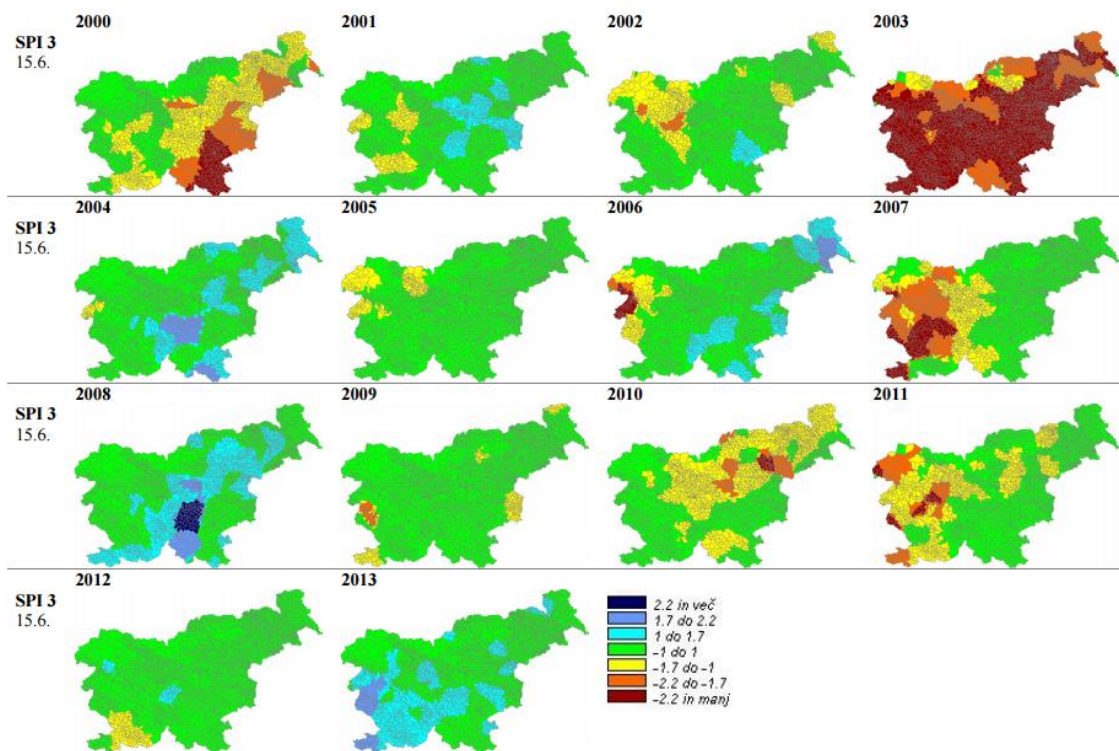 2000 2001 2002 2003
SPI 3
15.6.
2004 2005 2006 2007
SPI 3
15.6.
2008 2009 2010 2011
SPI 3
15.6.
2012 2013
SPI 3
15.6.
2.2 in več
1.7 do 2.2
1 do 1.7
-1 do 1
-1.7 do -1
-2.2 do -1.7
-2.2 in manj